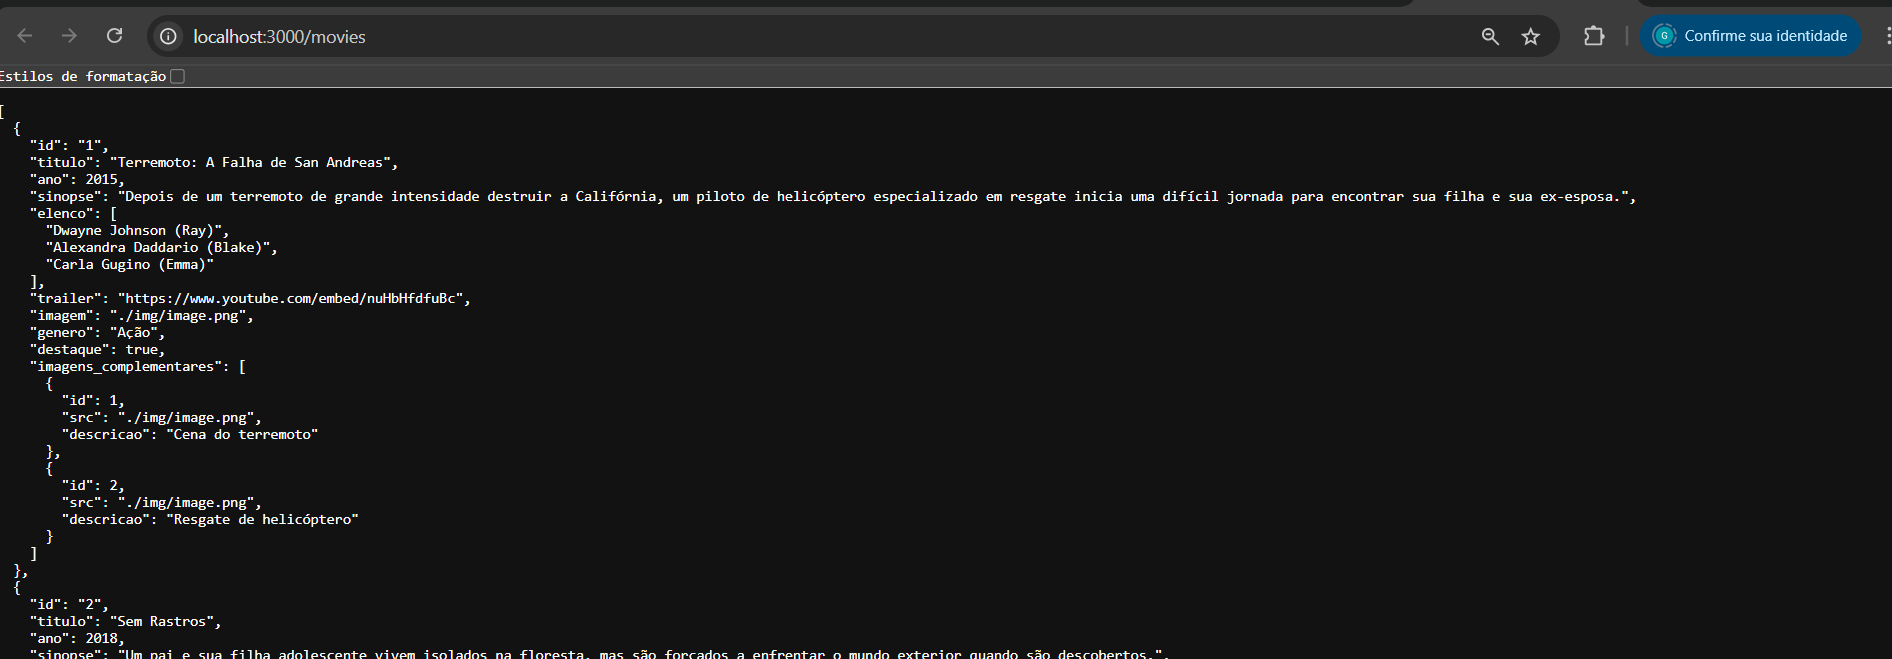 localhost:3000/movies
Confirme sua identidade
Estilos de formatação
[
{
"id": "1",
"titulo": "Terremoto: A Falha de San Andreas",
"ano": 2015,
"sinopse": "Depois de um terremoto de grande intensidade destruir a Califórnia, um piloto de helicóptero especializado em resgate inicia uma difícil jornada para encontrar sua filha e sua ex-esposa.",
"elenco": [
"Dwayne Johnson (Ray)",
"Alexandra Daddario (Blake)",
"Carla Gugino (Emma)"
],
"trailer": "https://www.youtube.com/embed/nuHbHfdfuBc",
"imagem": "./img/image.png",
"genero": "Ação",
"destaque": true,
"imagens_complementares": [
{
"id": 1,
"src": "./img/image.png",
"descricao": "Cena do terremoto"
},
{
"id": 2,
"src": "./img/image.png",
"descricao": "Resgate de helicóptero"
}
]
},
{
"id": "2",
"titulo": "Sem Rastros",
"ano": 2018,
"sinopse": "Um pai e sua filha adolescente vivem isolados na floresta, mas são forçados a enfrentar o mundo exterior quando são descobertos.",